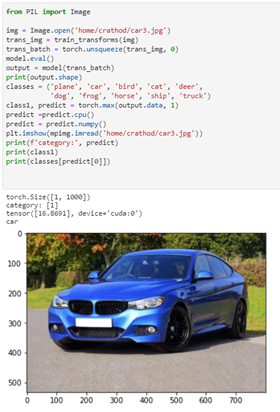 from PIL import Image
img = Image.open('home/crathod/car3.jpg')
trans_img = train_transforms(img)
trans_batch = torch.unsqueeze(trans_img, 0)
model.eval()
output = model(trans_batch)
print(output.shape)
classes = ('plane', 'car', 'bird', 'cat', 'deer',
'dog', 'frog', 'horse', 'ship', 'truck')
class1, predict = torch.max(output.data, 1)
predict =predict.cpu()
predict = predict.numpy()
plt.imshow(mpimg.imread('home/crathod/car3.jpg'))
print(f'category:', predict)
print(class1)
print(classes[predict[0]])
torch.Size([1, 1000])
category: [1]
tensor([16.8691], device='cuda:0')
car
0
100
200
300
400
500
0 100 200 300 400 500 600 700